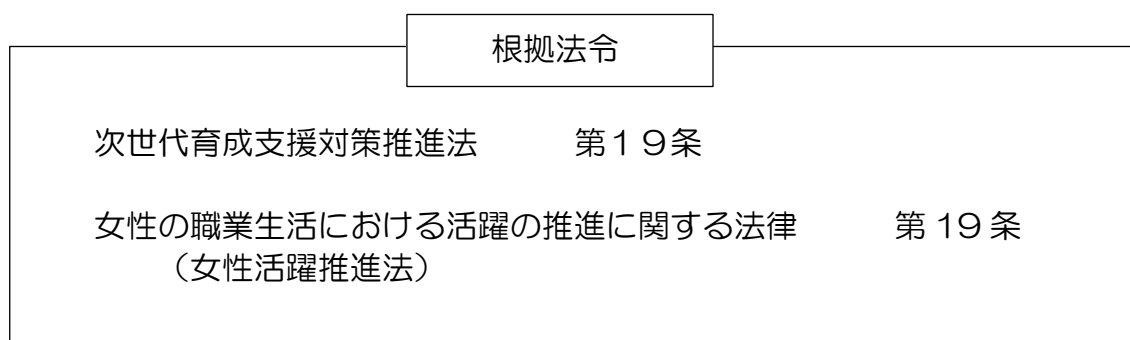 根拠法令
次世代育成支援対策推進法　　　第１９条
女性の職業生活における活躍の推進に関する法律　　　第 19 条
（女性活躍推進法）